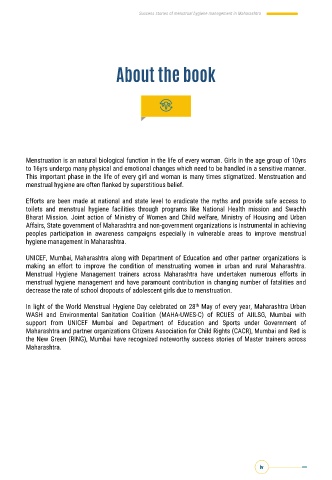 Success stories of menstrual hygiene management in Maharashtra
About the book
Menstruation is an natural biological function in the life of every woman. Girls in the age group of 10yrs
to 16yrs undergo many physical and emotional changes which need to be handled in a sensitive manner.
This important phase in the life of every girl and woman is many times stigmatized. Menstruation and
menstrual hygiene are often flanked by superstitious belief.
Efforts are been made at national and state level to eradicate the myths and provide safe access to
toilets and menstrual hygiene facilities through programs like National Health mission and Swachh
Bharat Mission. Joint action of Ministry of Women and Child welfare, Ministry of Housing and Urban
Affairs, State government of Maharashtra and non-government organizations is instrumental in achieving
peoples participation in awareness campaigns especially in vulnerable areas to improve menstrual
hygiene management in Maharashtra.
UNICEF, Mumbai, Maharashtra along with Department of Education and other partner organizations is
making an effort to improve the condition of menstruating women in urban and rural Maharashtra.
Menstrual Hygiene Management trainers across Maharashtra have undertaken numerous efforts in
menstrual hygiene management and have paramount contribution in changing number of fatalities and
decrease the rate of school dropouts of adolescent girls due to menstruation.
In light of the World Menstrual Hygiene Day celebrated on 28th May of every year, Maharashtra Urban
WASH and Environmental Sanitation Coalition (MAHA-UWES-C) of RCUES of AIILSG, Mumbai with
support from UNICEF Mumbai and Department of Education and Sports under Government of
Maharashtra and partner organizations Citizens Association for Child Rights (CACR), Mumbai and Red is
the New Green (RING), Mumbai have recognized noteworthy success stories of Master trainers across
Maharashtra.
iv